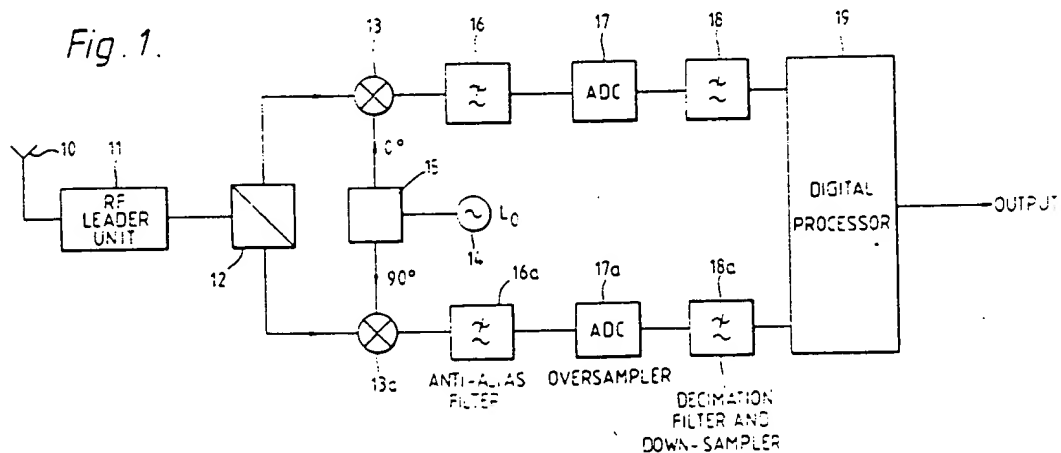 Fig. 1.
13
16
17
18
19
10
11
RF
LEADER
UNIT
12
0°
15
L0
14
90°
ADC
DIGITAL
PROCESSOR
OUTPUT
16a
17a
18a
ADC
13a
ANTI-ALIAS
FILTER
OVERSAMPLER
DECIMATION
FILTER AND
DOWN-SAMPLER